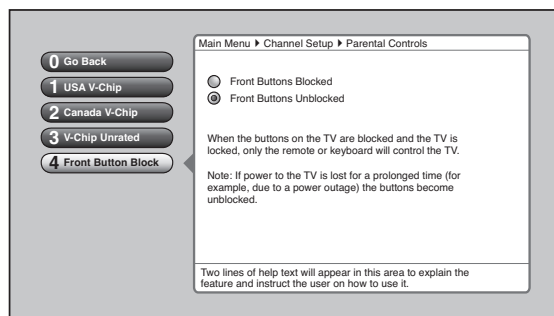 Main Menu ▶ Channel Setup ▶ Parental Controls
0 Go Back
1 USA V-Chip
2 Canada V-Chip
3 V-Chip Unrated
4 Front Button Block
Front Buttons Blocked
Front Buttons Unblocked
When the buttons on the TV are blocked and the TV is
locked, only the remote or keyboard will control the TV.
Note: If power to the TV is lost for a prolonged time (for
example, due to a power outage) the buttons become
unblocked.
Two lines of help text will appear in this area to explain the
feature and instruct the user on how to use it.